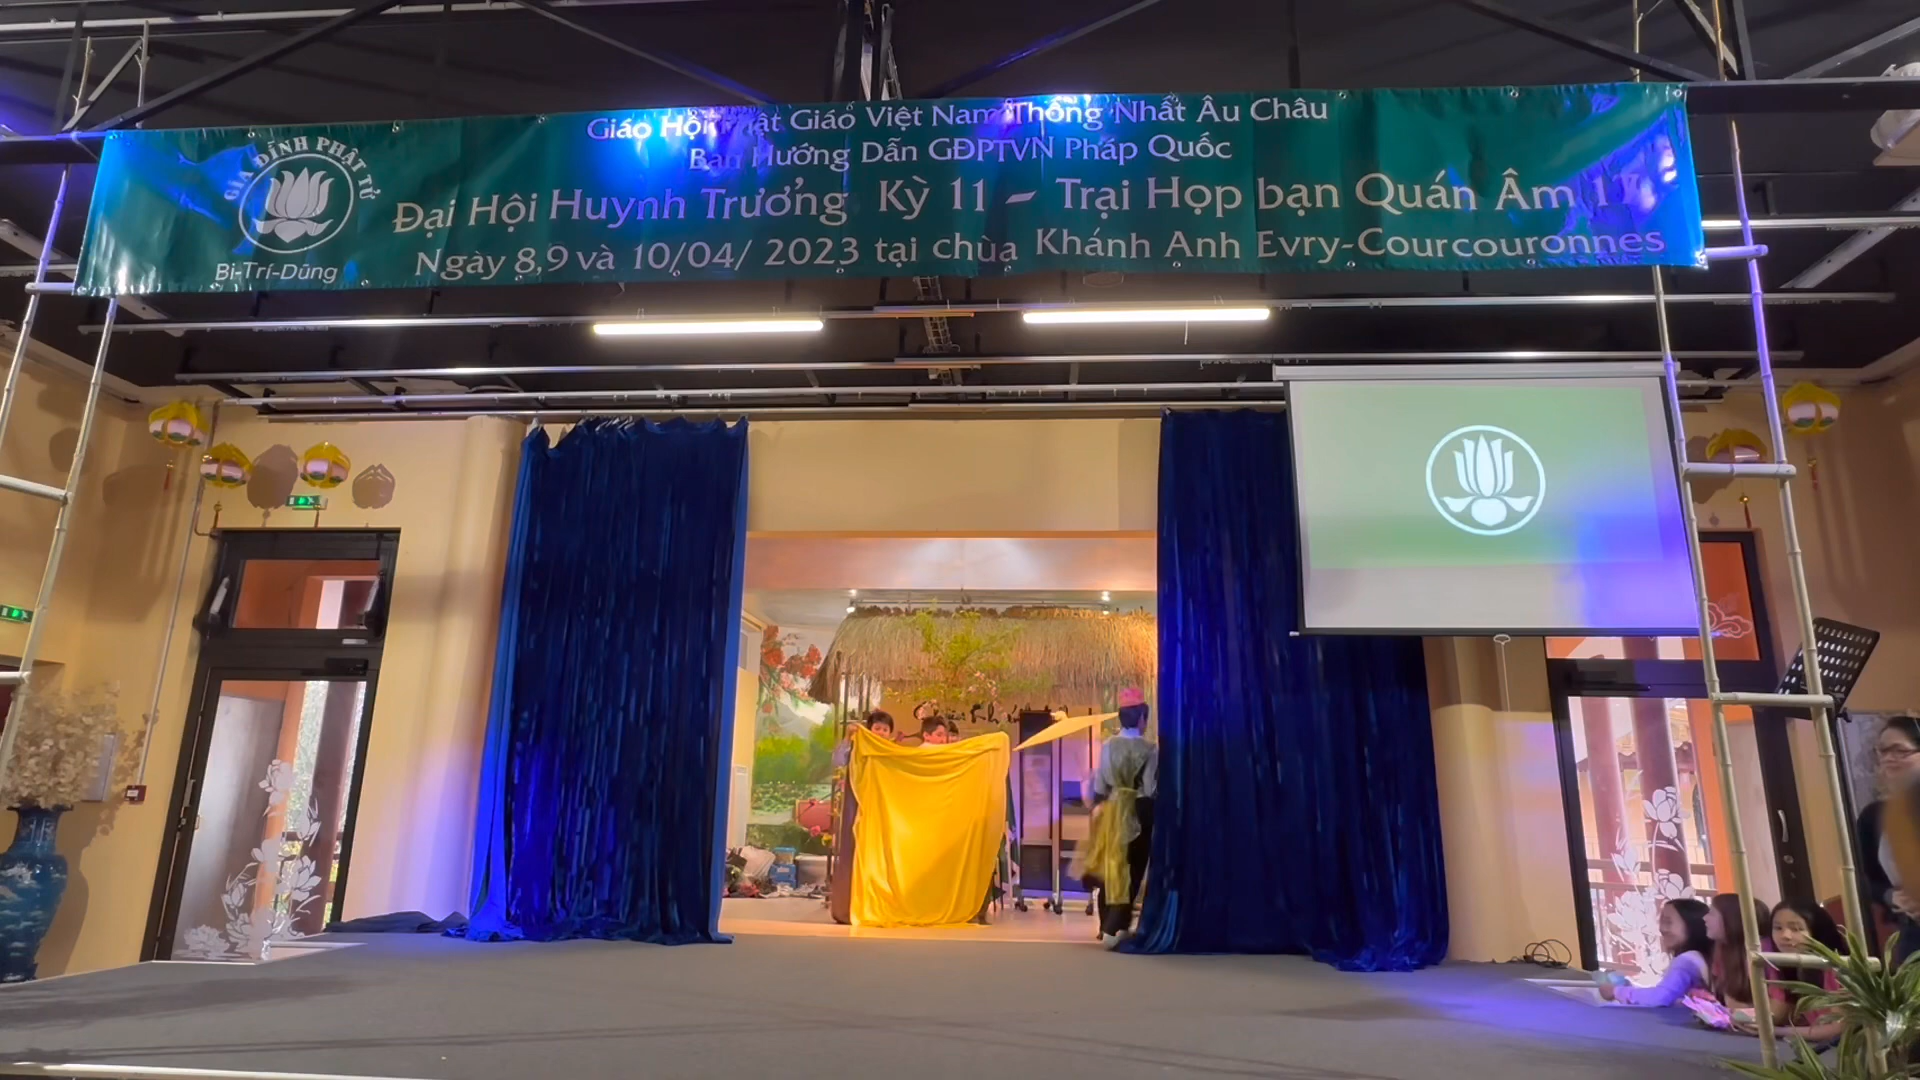 Giáo Hội Phật Giáo Việt Nam Thống Nhất Âu Châu
Ban Hướng Dẫn GĐPTVN Pháp Quốc
GIA ĐÌNH PHẬT TỬ
Đại Hội Huynh Trưởng Kỳ 11 – Trại Họp bạn Quán Âm
Ngày 8,9 và 10/04/ 2023 tại chùa Khánh Anh Evry-Courcouronnes
Bi-Trí-Dũng